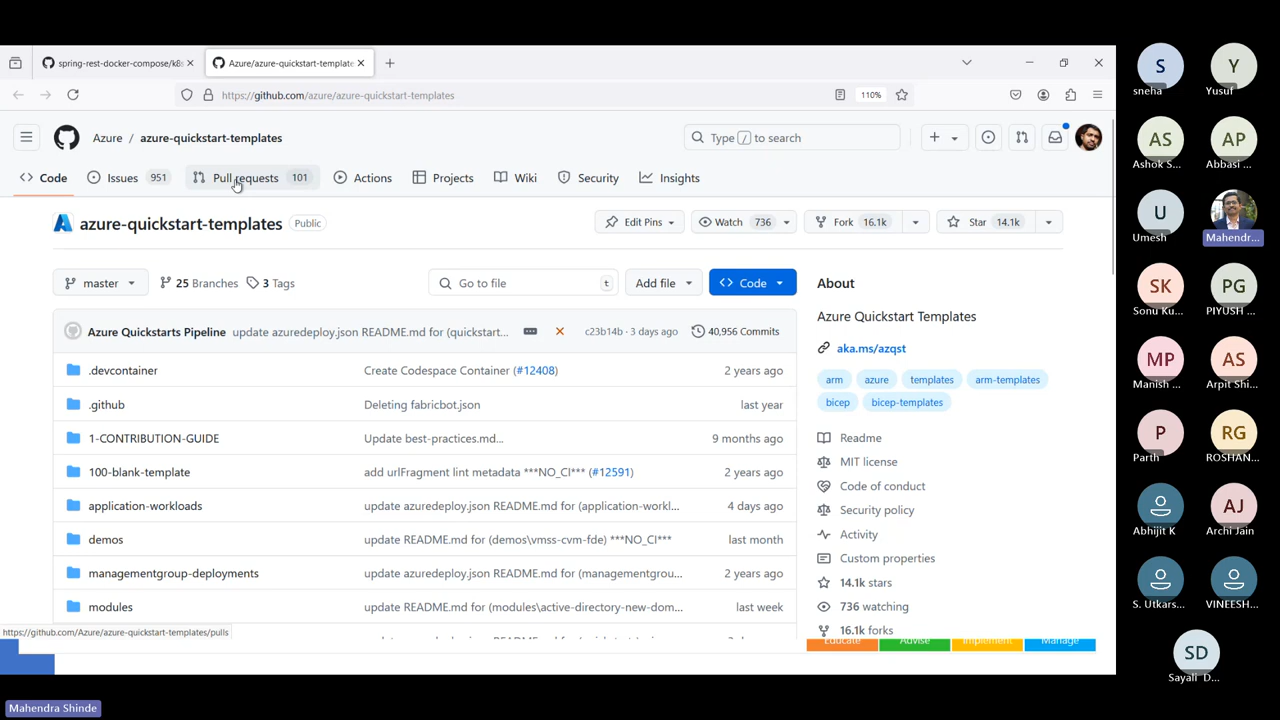 spring-rest-docker-compose/k8s
Azure/azure-quickstart-template
https://github.com/azure/azure-quickstart-templates
110%
Azure / azure-quickstart-templates
Type / to search
Code
Issues 951
Pull requests 101
Actions
Projects
Wiki
Security
Insights
azure-quickstart-templates Public
Edit Pins
Watch 736
Fork 16.1k
Star 14.1k
master
25 Branches
3 Tags
Go to file t
Add file
Code
Azure Quickstarts Pipeline update azuredeploy.json README.md for (quickstart... c23b14b · 3 days ago 40,956 Commits
.devcontainer Create Codespace Container (#12408) 2 years ago
.github Deleting fabricbot.json last year
1-CONTRIBUTION-GUIDE Update best-practices.md... 9 months ago
100-blank-template add urlFragment lint metadata ***NO_CI*** (#12591) 2 years ago
application-workloads update azuredeploy.json README.md for (application-workl... 4 days ago
demos update README.md for (demos\vmss-cvm-fde) ***NO_CI*** last month
managementgroup-deployments update azuredeploy.json README.md for (managementgrou... 2 years ago
modules update README.md for (modules\active-directory-new-dom... last week
https://github.com/Azure/azure-quickstart-templates/pulls
About
Azure Quickstart Templates
aka.ms/azqst
arm azure templates arm-templates
bicep bicep-templates
Readme
MIT license
Code of conduct
Security policy
Activity
Custom properties
14.1k stars
736 watching
16.1k forks
Educate Advise Implement Manage
S Y
sneha Yusuf
AS AP
Ashok S... Abbasi ...
U
Umesh Mahendr...
SK PG
Sonu Ku... PIYUSH ...
MP AS
Manish ... Arpit Shi...
P RG
Parth ROSHAN...
AJ
Abhijit K Archi Jain
S. Utkars... VINEESH...
SD
Sayali D...
Mahendra Shinde